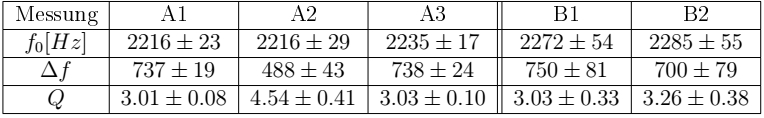 Messung A1 A2 A3 B1 B2
f₀[Hz] 2216 ± 23 2216 ± 29 2235 ± 17 2272 ± 54 2285 ± 55
Δf 737 ± 19 488 ± 43 738 ± 24 750 ± 81 700 ± 79
Q 3.01 ± 0.08 4.54 ± 0.41 3.03 ± 0.10 3.03 ± 0.33 3.26 ± 0.38